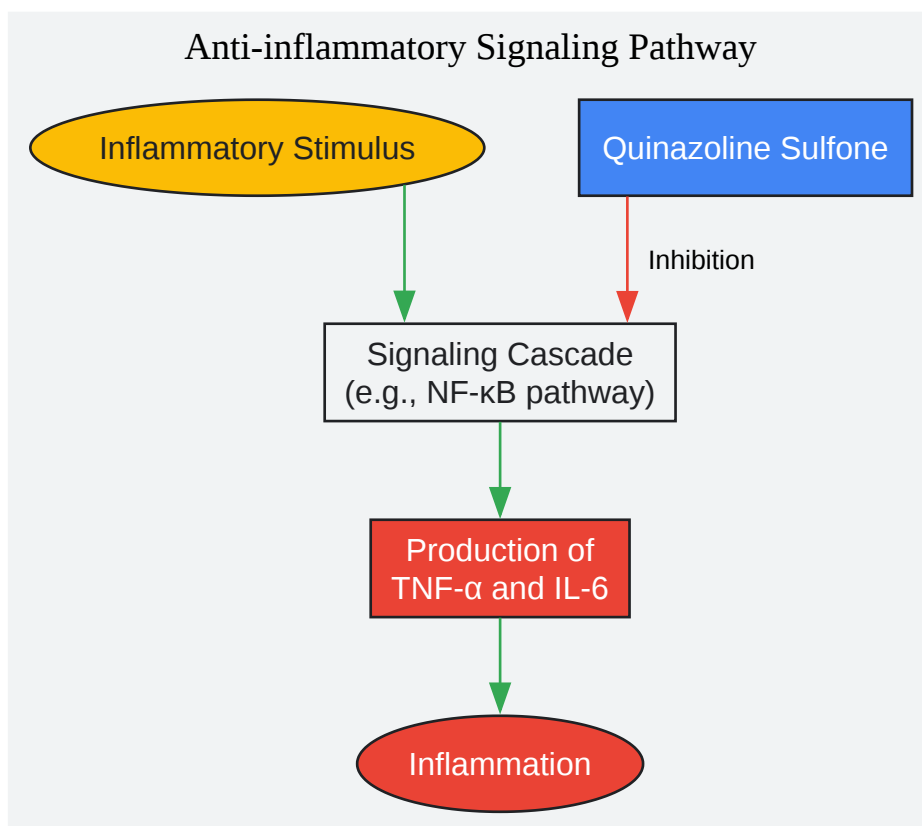 Anti-inflammatory Signaling Pathway
Inflammatory Stimulus
Quinazoline Sulfone
Inhibition
Signaling Cascade
(e.g., NF-κB pathway)
Production of
TNF-α and IL-6
Inflammation